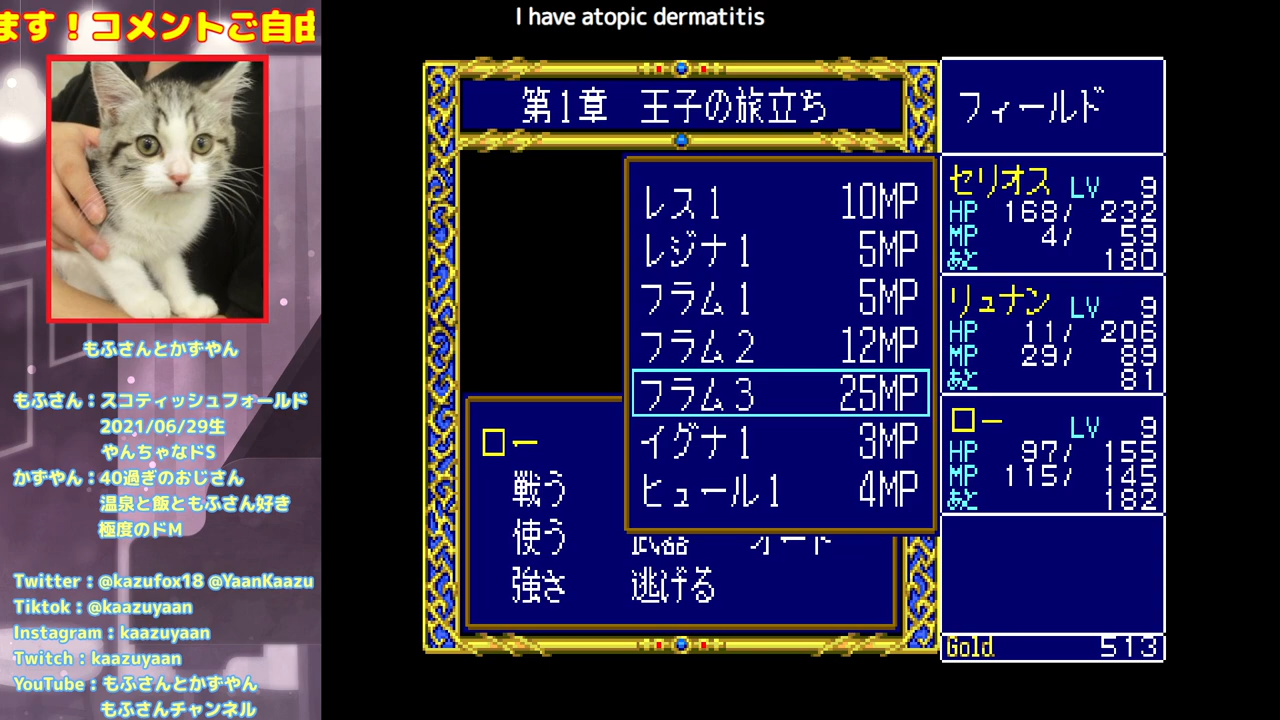 ます！コメントご自由
I have atopic dermatitis
もふさんとかずやん
もふさん：スコティッシュフォールド
2021/06/29生
やんちゃなドS
かずやん：40過ぎのおじさん
温泉と飯ともふさん好き
極度のドM
Twitter：@kazufox18 @YaanKaazu
Tiktok：@kaazuyaan
Instagram：kaazuyaan
Twitch：kaazuyaan
YouTube：もふさんとかずやん
もふさんチャンネル
第1章 王子の旅立ち
レス1 10MP
レジナ1 5MP
フラム1 5MP
フラム2 12MP
フラム3 25MP
イグナ1 3MP
ヒュール1 4MP
ロー
戦う
使う 武器 オート
強さ 逃げる
フィールド
セリオス LV 9
HP 168/ 232
MP 4/ 59
あと 180
リュナン LV 9
HP 11/ 206
MP 29/ 89
あと 81
ロー LV 9
HP 97/ 155
MP 115/ 145
あと 182
Gold 513